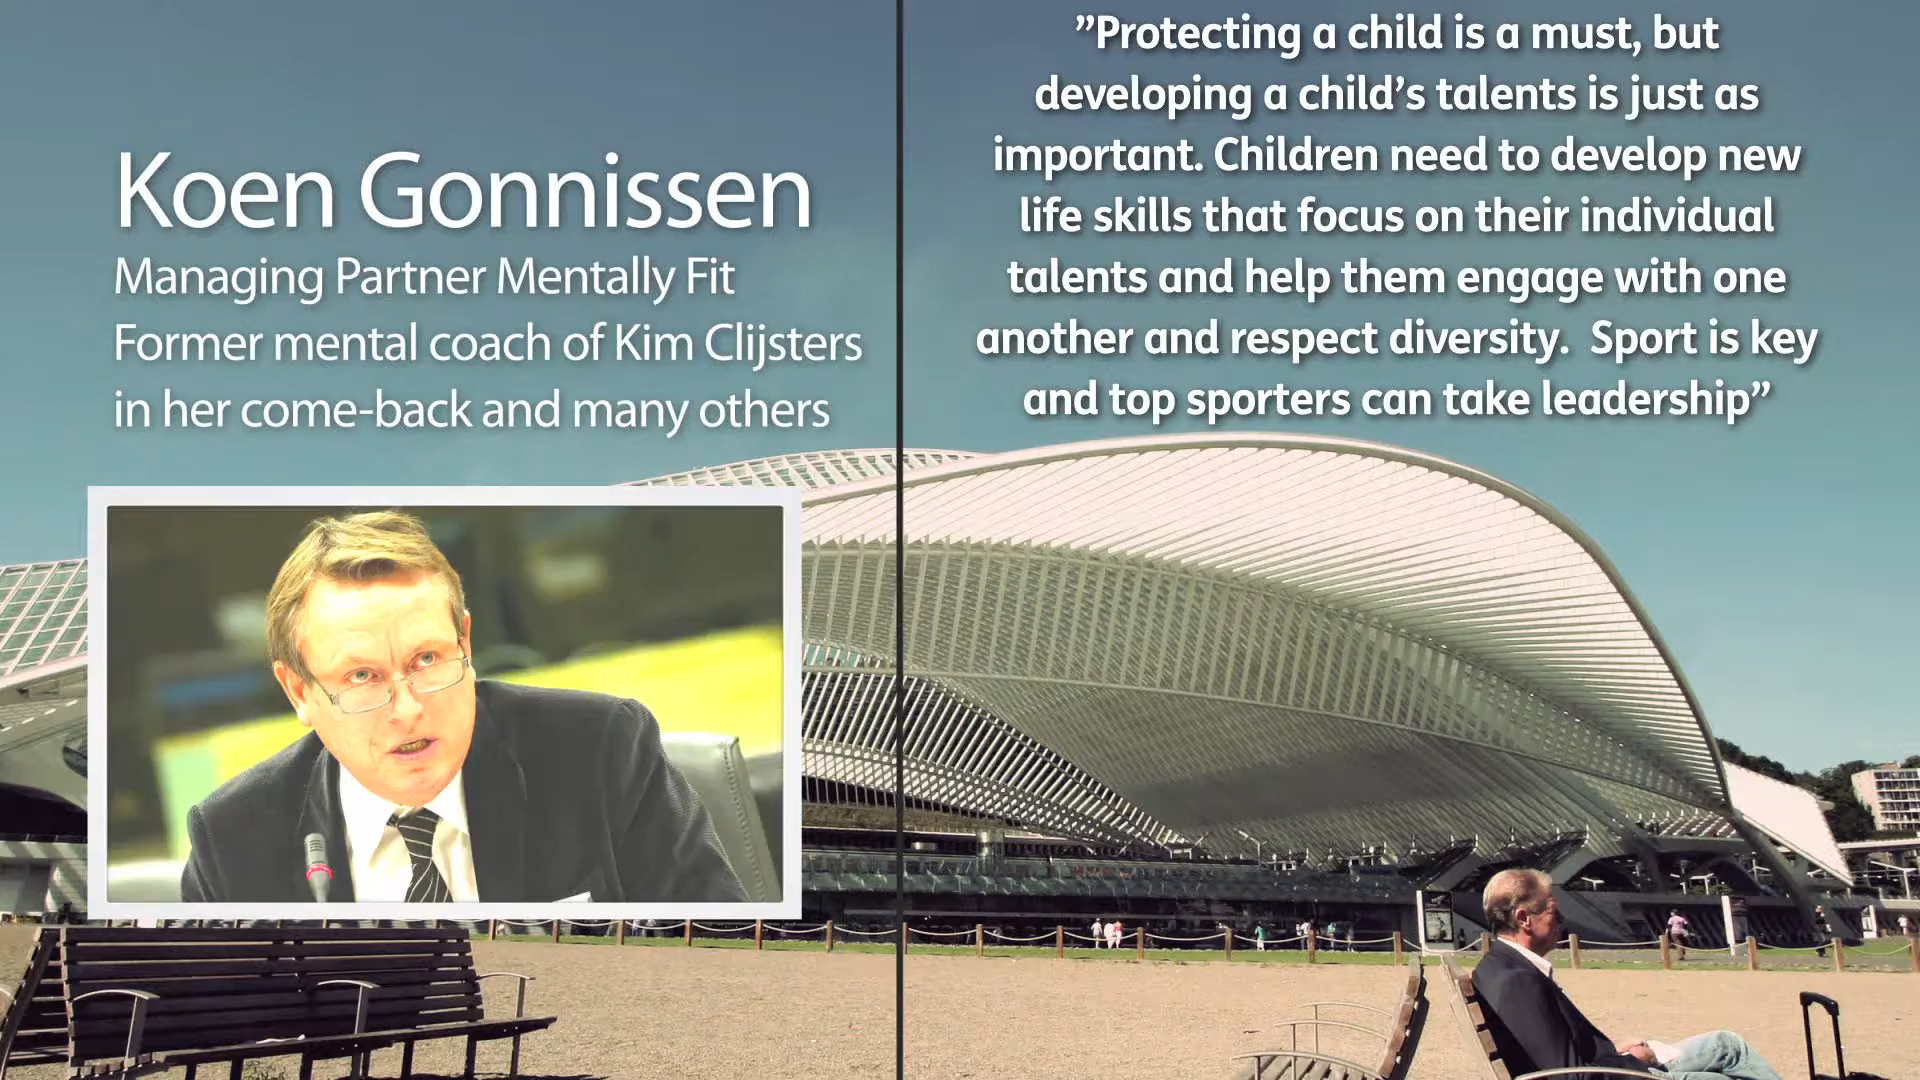 Koen Gonnissen
Managing Partner Mentally Fit
Former mental coach of Kim Clijsters
in her come-back and many others
”Protecting a child is a must, but
developing a child’s talents is just as
important. Children need to develop new
life skills that focus on their individual
talents and help them engage with one
another and respect diversity.  Sport is key
and top sporters can take leadership”